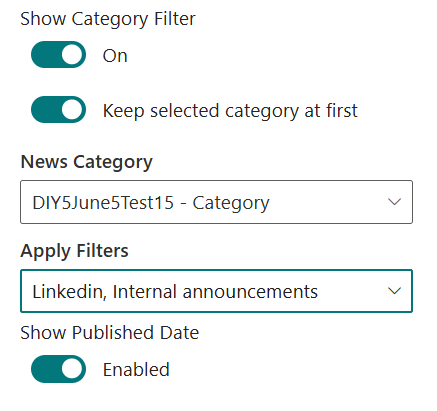 Show Category Filter
On
Keep selected category at first
News Category
DIY5June5Test15 - Category
Apply Filters
Linkedin, Internal announcements
Show Published Date
Enabled